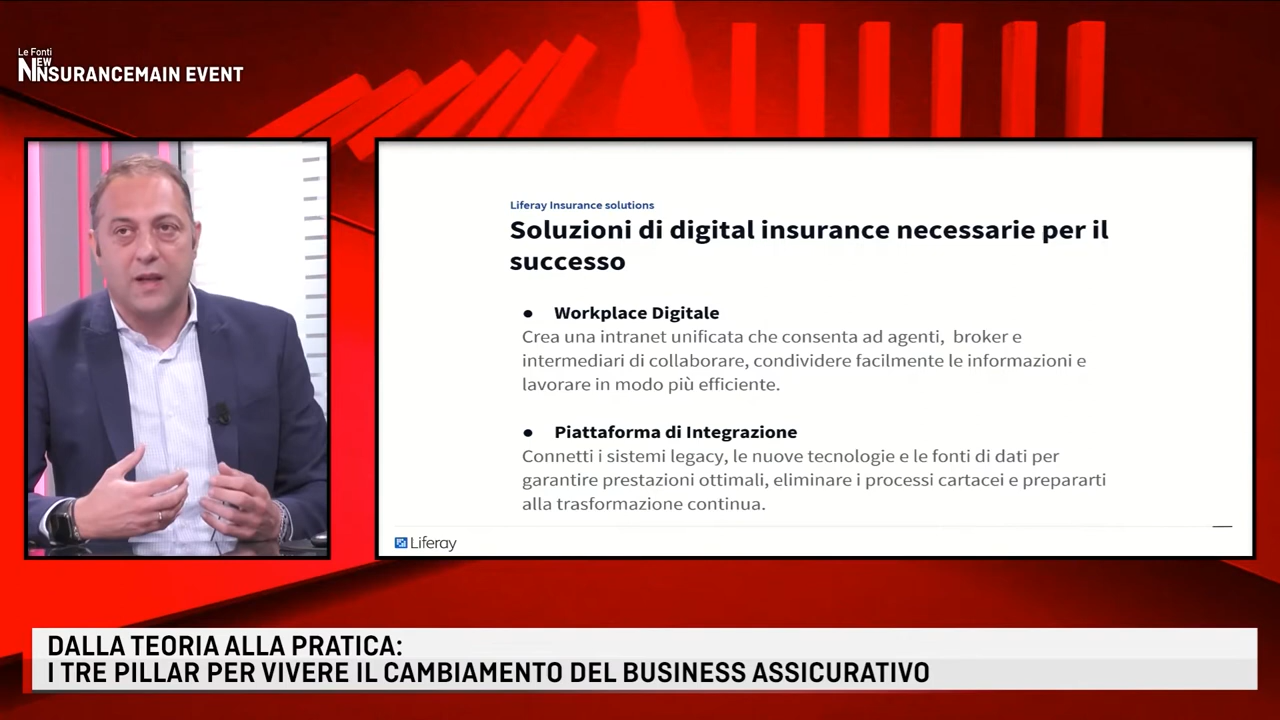 Le Fonti
NEW
INSURANCEMAIN EVENT
Liferay Insurance solutions
Soluzioni di digital insurance necessarie per il
successo
● Workplace Digitale
Crea una intranet unificata che consenta ad agenti, broker e
intermediari di collaborare, condividere facilmente le informazioni e
lavorare in modo più efficiente.
● Piattaforma di Integrazione
Connetti i sistemi legacy, le nuove tecnologie e le fonti di dati per
garantire prestazioni ottimali, eliminare i processi cartacei e prepararti
alla trasformazione continua.
Liferay
DALLA TEORIA ALLA PRATICA:
I TRE PILLAR PER VIVERE IL CAMBIAMENTO DEL BUSINESS ASSICURATIVO